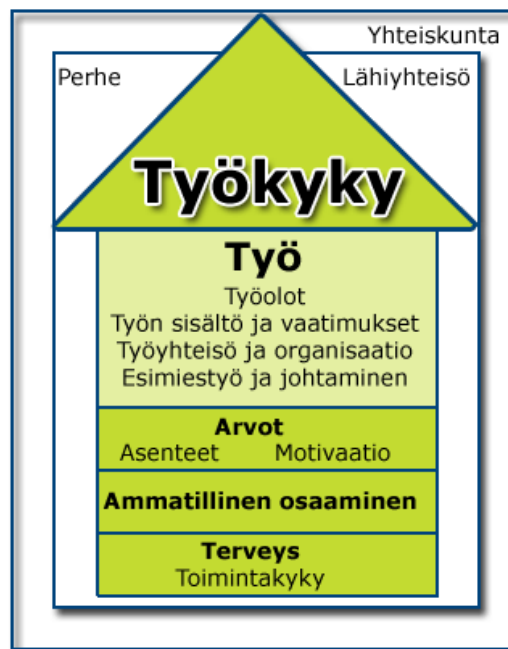 Yhteiskunta
Perhe Lähiyhteisö
Työkyky
Työ
Työolot
Työn sisältö ja vaatimukset
Työyhteisö ja organisaatio
Esimiestyö ja johtaminen
Arvot
Asenteet Motivaatio
Ammatillinen osaaminen
Terveys
Toimintakyky